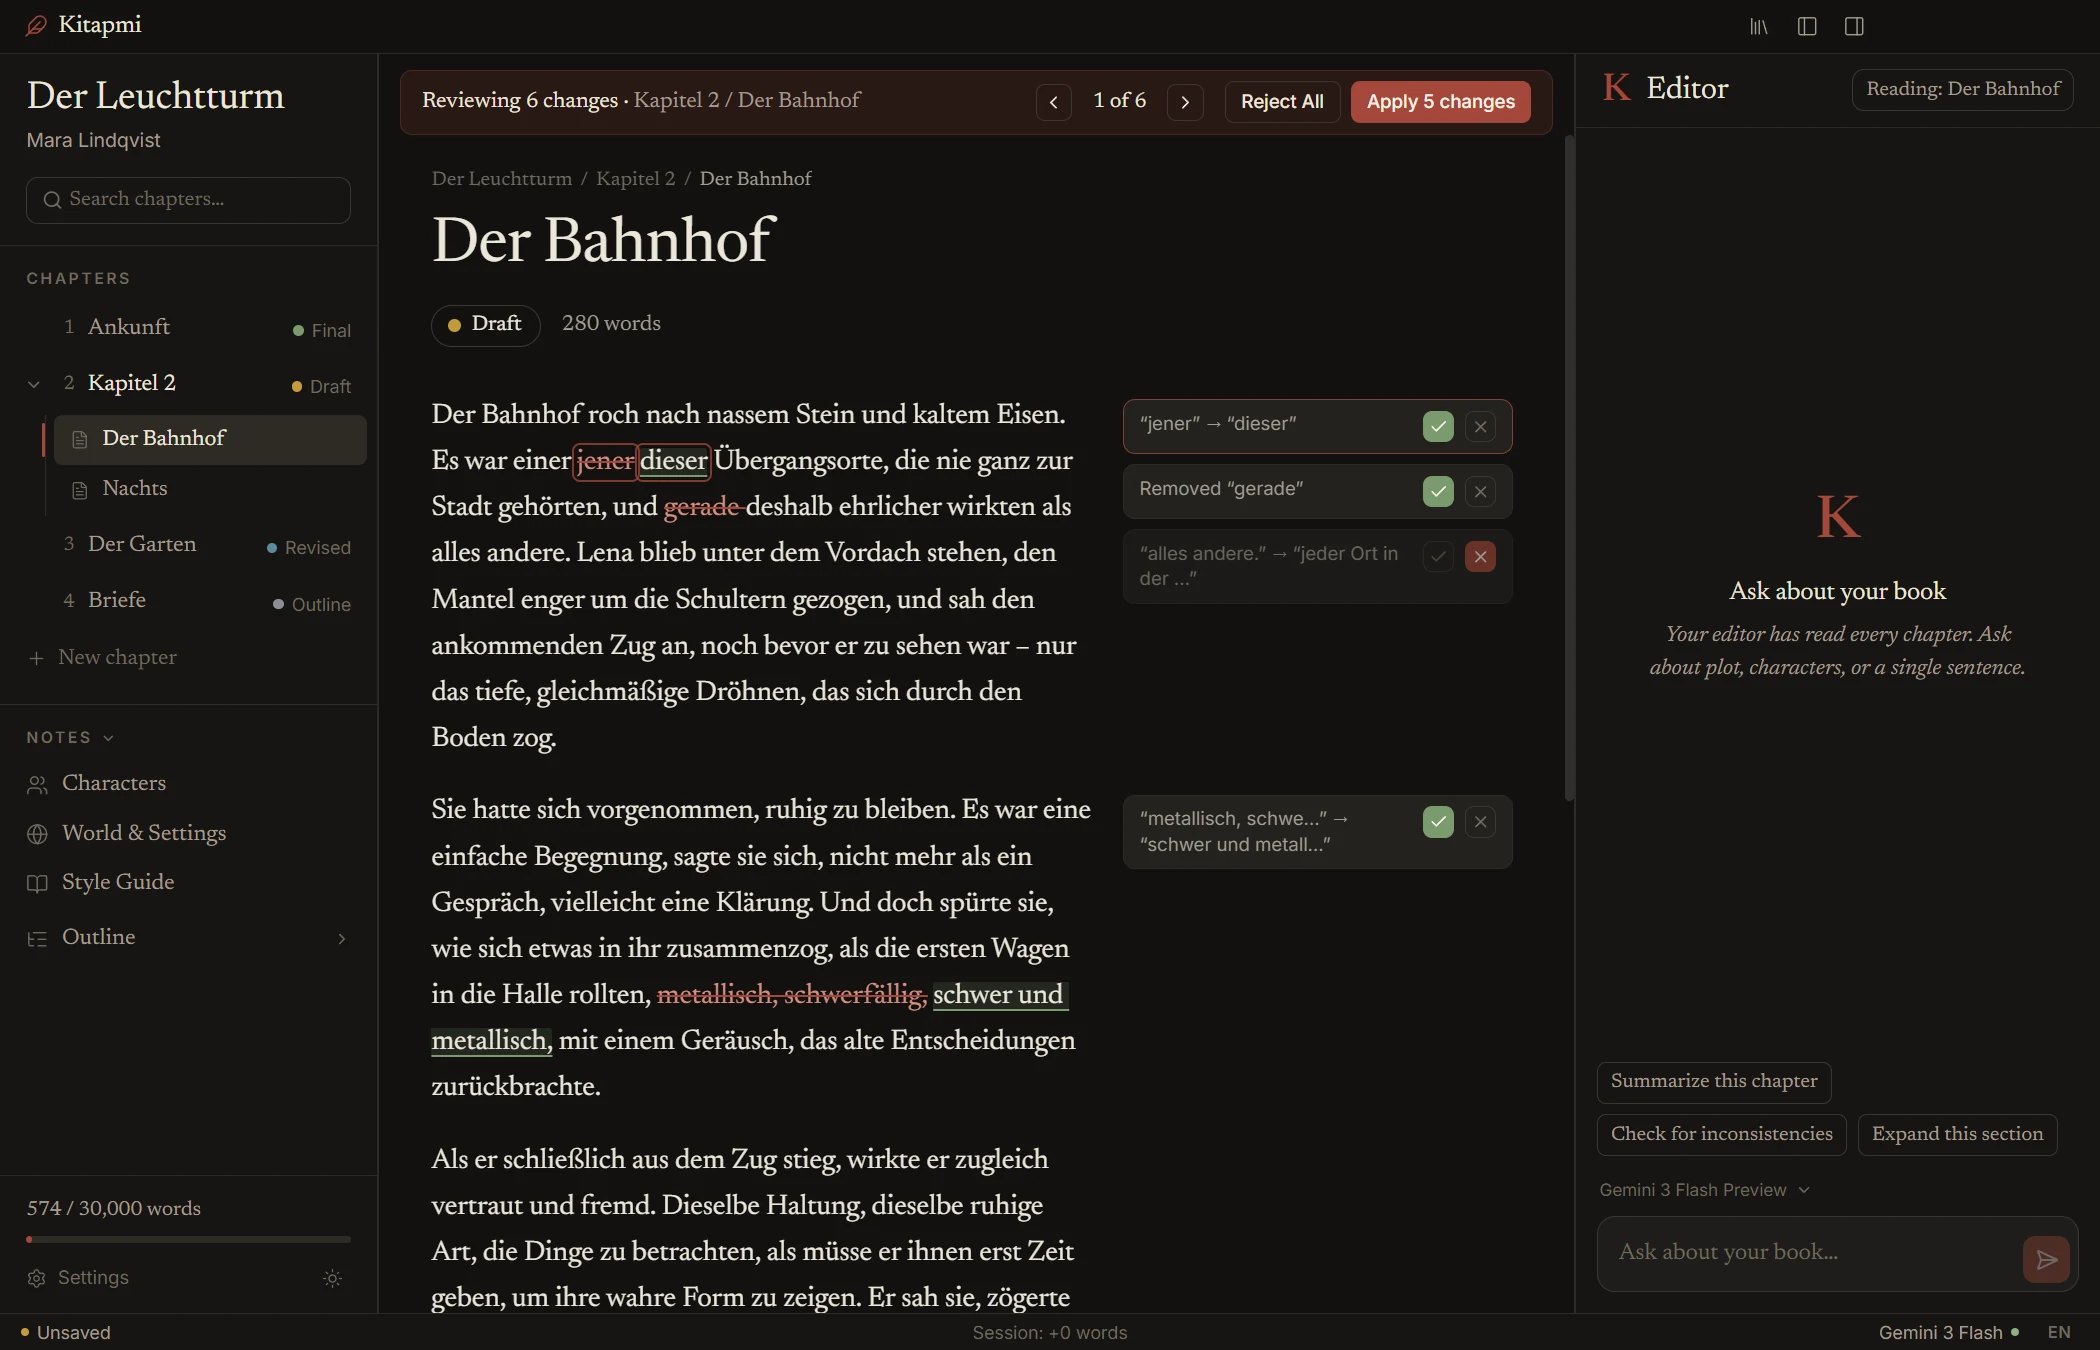 Kitapmi
Der Leuchtturm
Mara Lindqvist
Search chapters...
CHAPTERS
1 Ankunft Final
2 Kapitel 2 Draft
Der Bahnhof
Nachts
3 Der Garten Revised
4 Briefe Outline
New chapter
NOTES
Characters
World & Settings
Style Guide
Outline
574 / 30,000 words
Settings
Reviewing 6 changes · Kapitel 2 / Der Bahnhof
1 of 6
Reject All
Apply 5 changes
Der Leuchtturm / Kapitel 2 / Der Bahnhof
Der Bahnhof
Draft 280 words
Der Bahnhof roch nach nassem Stein und kaltem Eisen.
Es war einer jener dieser Übergangsorte, die nie ganz zur
Stadt gehörten, und gerade deshalb ehrlicher wirkten als
alles andere. Lena blieb unter dem Vordach stehen, den
Mantel enger um die Schultern gezogen, und sah den
ankommenden Zug an, noch bevor er zu sehen war – nur
das tiefe, gleichmäßige Dröhnen, das sich durch den
Boden zog.
Sie hatte sich vorgenommen, ruhig zu bleiben. Es war eine
einfache Begegnung, sagte sie sich, nicht mehr als ein
Gespräch, vielleicht eine Klärung. Und doch spürte sie,
wie sich etwas in ihr zusammenzog, als die ersten Wagen
in die Halle rollten, metallisch, schwerfällig, schwer und
metallisch, mit einem Geräusch, das alte Entscheidungen
zurückbrachte.
Als er schließlich aus dem Zug stieg, wirkte er zugleich
vertraut und fremd. Dieselbe Haltung, dieselbe ruhige
Art, die Dinge zu betrachten, als müsse er ihnen erst Zeit
geben, um ihre wahre Form zu zeigen. Er sah sie, zögerte
“jener” → “dieser”
Removed “gerade”
“alles andere.” → “jeder Ort in
der ...”
“metallisch, schwe...” →
“schwer und metall...”
K Editor
Reading: Der Bahnhof
K
Ask about your book
Your editor has read every chapter. Ask
about plot, characters, or a single sentence.
Summarize this chapter
Check for inconsistencies
Expand this section
Gemini 3 Flash Preview
Ask about your book...
Unsaved
Session: +0 words
Gemini 3 Flash
EN